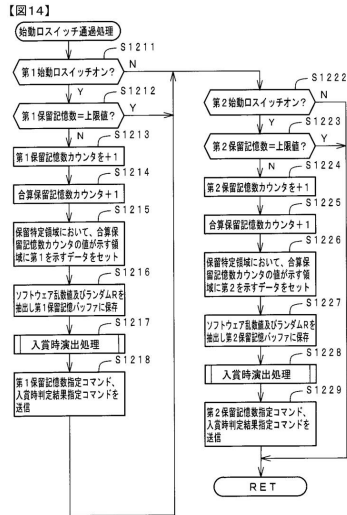 【図14】
始動口スイッチ通過処理
S1211
第1始動口スイッチオン?
N
Y
S1212
第1保留記憶数=上限値?
Y
N
S1213
第1保留記憶数カウンタを+1
S1214
合算保留記憶数カウンタ+1
S1215
保留特定領域において、合算保
留記憶数カウンタの値が示す領
域に第1を示すデータをセット
S1216
ソフトウェア乱数値及びランダムRを
抽出し第1保留記憶バッファに保存
S1217
入賞時演出処理
S1218
第1保留記憶数指定コマンド、
入賞時判定結果指定コマンドを
送信
S1222
第2始動口スイッチオン?
N
Y
S1223
第2保留記憶数=上限値?
Y
N
S1224
第2保留記憶数カウンタを+1
S1225
合算保留記憶数カウンタ+1
S1226
保留特定領域において、合算保
留記憶数カウンタの値が示す領
域に第2を示すデータをセット
S1227
ソフトウェア乱数値及びランダムRを
抽出し第2保留記憶バッファに保存
S1228
入賞時演出処理
S1229
第2保留記憶数指定コマンド、
入賞時判定結果指定コマンドを
送信
RET